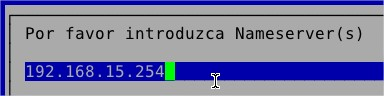 Por favor introduzca Nameserver(s)
192.168.15.254